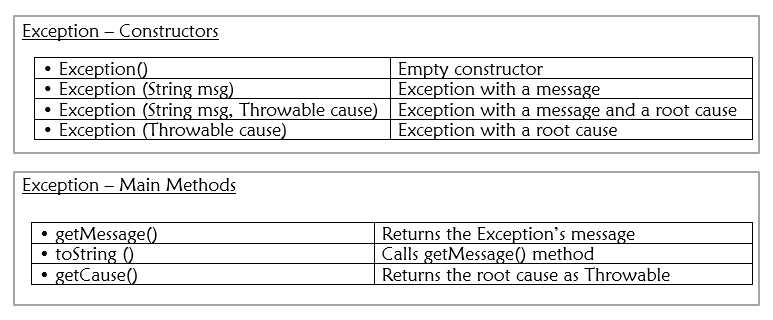 Exception – Constructors
• Exception() Empty constructor
• Exception (String msg) Exception with a message
• Exception (String msg, Throwable cause) Exception with a message and a root cause
• Exception (Throwable cause) Exception with a root cause
Exception – Main Methods
• getMessage() Returns the Exception’s message
• toString () Calls getMessage() method
• getCause() Returns the root cause as Throwable